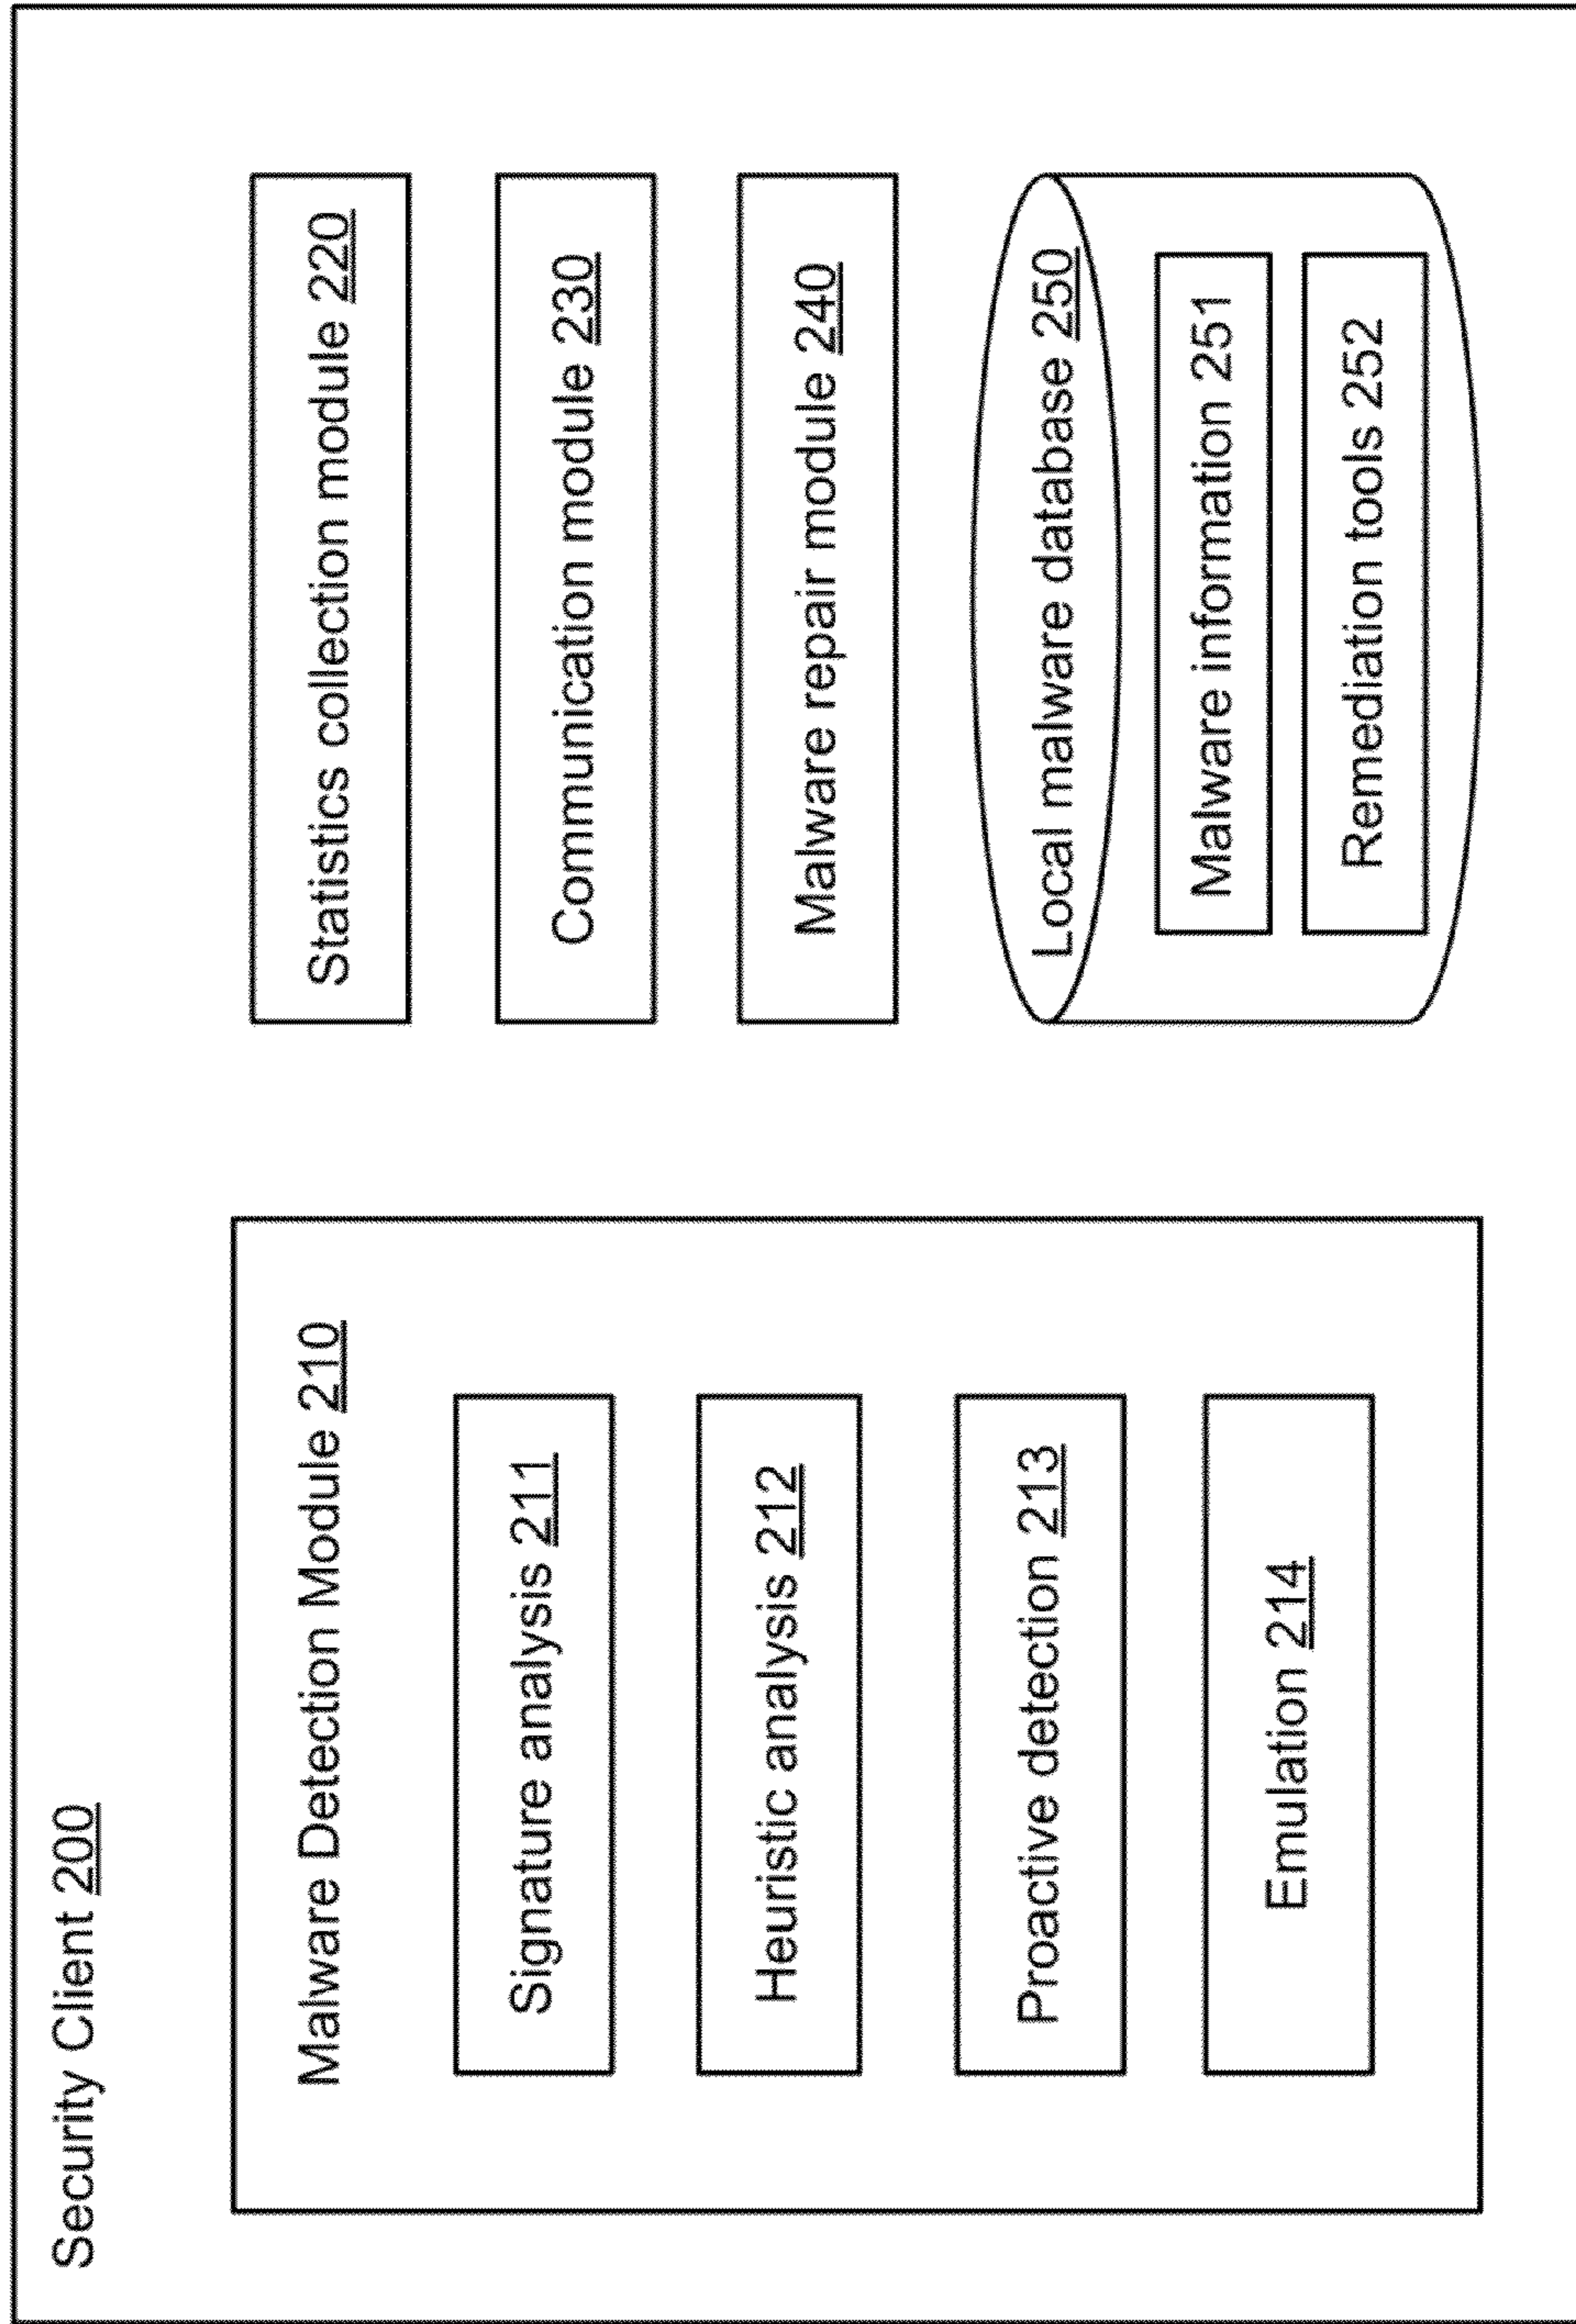 Security Client 200
Malware Detection Module 210
Signature analysis 211
Heuristic analysis 212
Proactive detection 213
Emulation 214
Statistics collection module 220
Communication module 230
Malware repair module 240
Local malware database 250
Malware information 251
Remediation tools 252